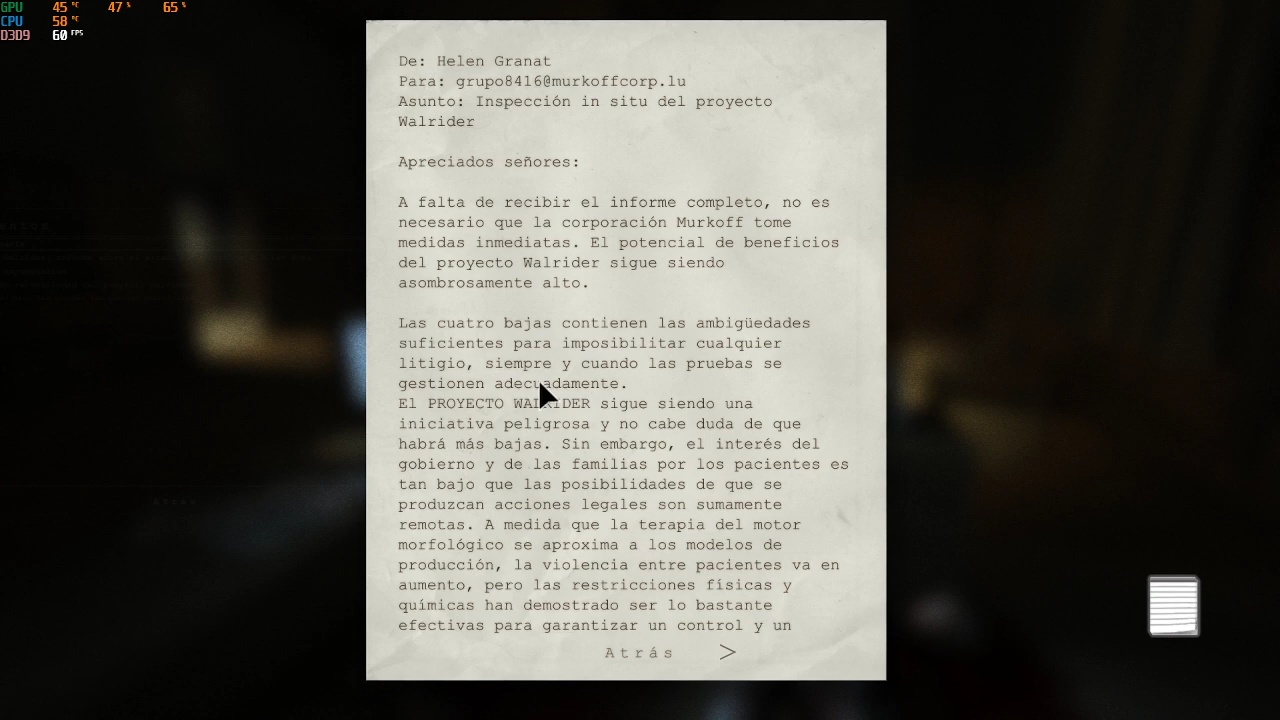 GPU 45 °C 47 % 65 %
CPU 58 °C
D3D9 60 FPS
De: Helen Granat
Para: grupo8416@murkoffcorp.lu
Asunto: Inspección in situ del proyecto
Walrider
Apreciados señores:
A falta de recibir el informe completo, no es
necesario que la corporación Murkoff tome
medidas inmediatas. El potencial de beneficios
del proyecto Walrider sigue siendo
asombrosamente alto.
Las cuatro bajas contienen las ambigüedades
suficientes para imposibilitar cualquier
litigio, siempre y cuando las pruebas se
gestionen adecuadamente.
El PROYECTO WALRIDER sigue siendo una
iniciativa peligrosa y no cabe duda de que
habrá más bajas. Sin embargo, el interés del
gobierno y de las familias por los pacientes es
tan bajo que las posibilidades de que se
produzcan acciones legales son sumamente
remotas. A medida que la terapia del motor
morfológico se aproxima a los modelos de
producción, la violencia entre pacientes va en
aumento, pero las restricciones físicas y
químicas han demostrado ser lo bastante
efectivas para garantizar un control y un
Atrás >
Atrás